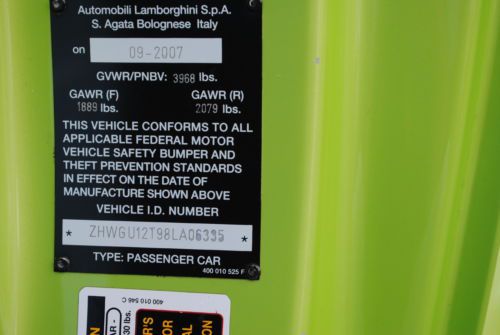 Automobili Lamborghini S.p.A.
S. Agata Bolognese Italy
on 09-2007
GVWR/PNBV: 3968 lbs.
GAWR (F) GAWR (R)
1889 lbs. 2079 lbs.
THIS VEHICLE CONFORMS TO ALL
APPLICABLE FEDERAL MOTOR
VEHICLE SAFETY BUMPER AND
THEFT PREVENTION STANDARDS
IN EFFECT ON THE DATE OF
MANUFACTURE SHOWN ABOVE
VEHICLE I.D. NUMBER
* ZHWGU12T98LA06335 *
TYPE: PASSENGER CAR
400 010 525 F
400 010 546 C